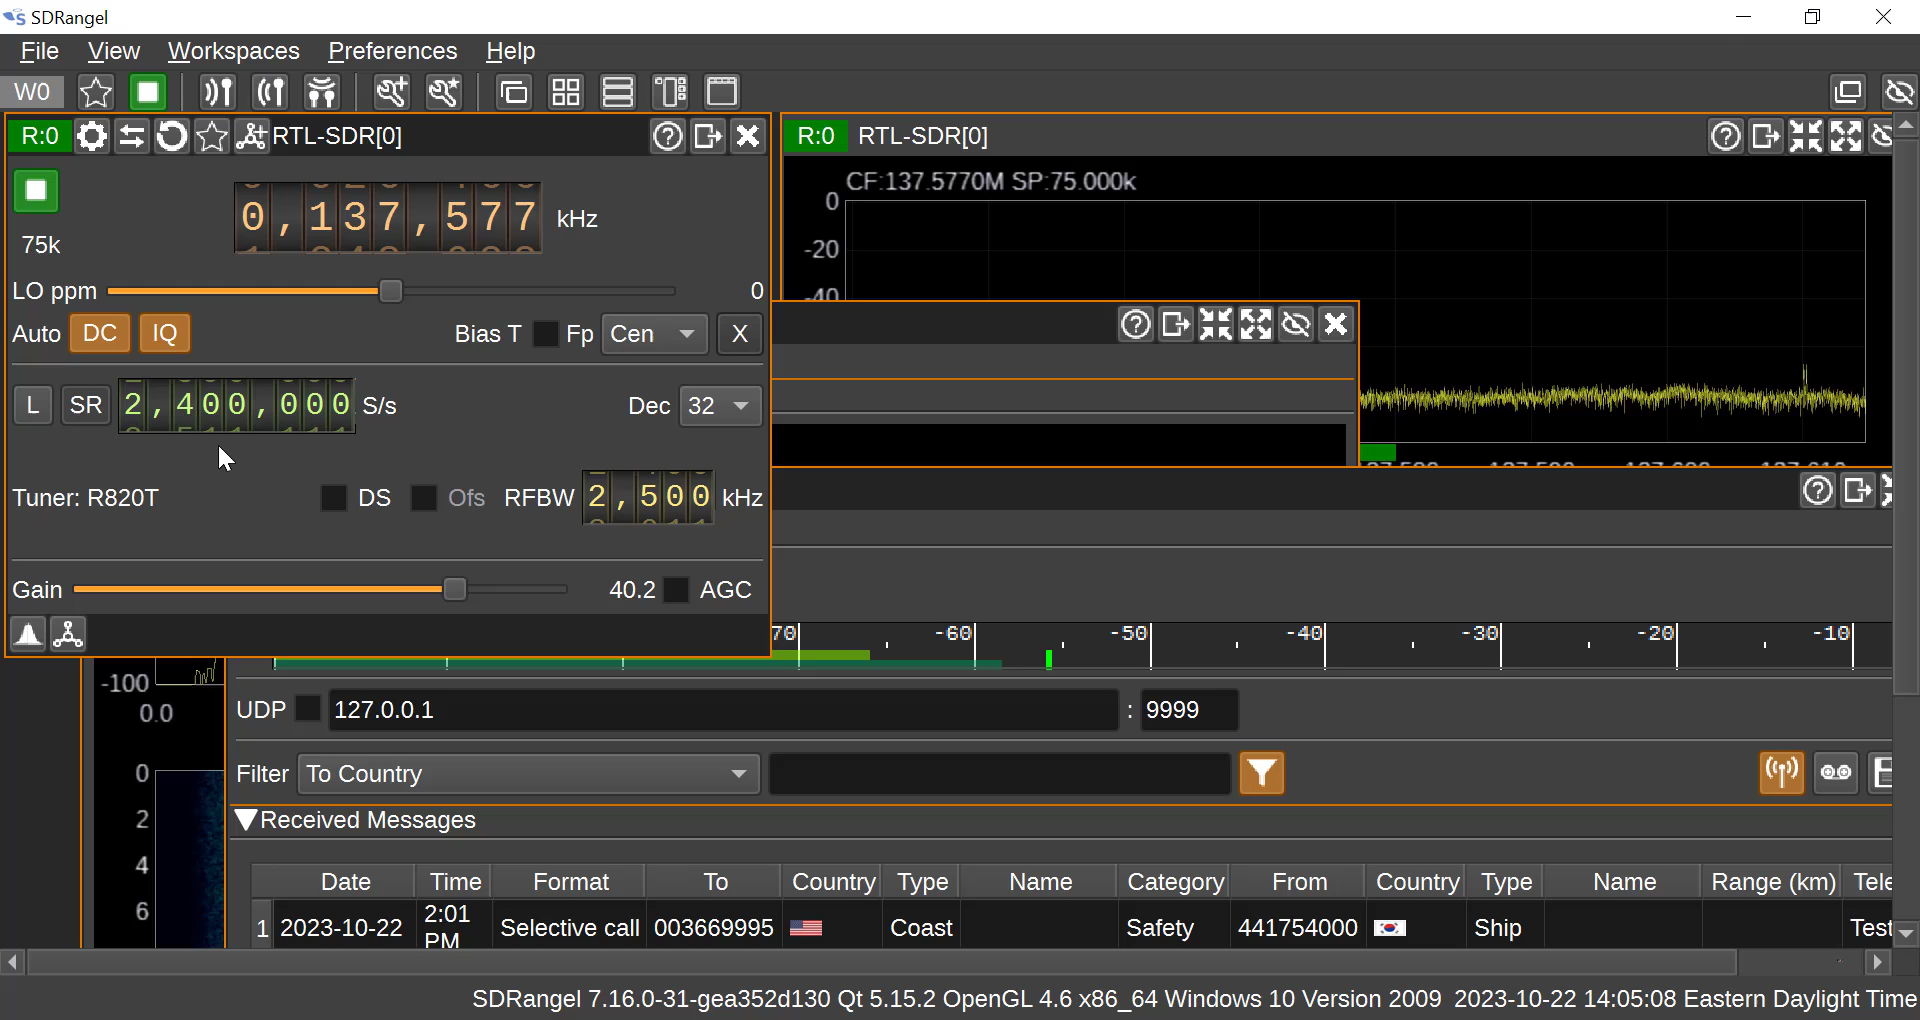 SDRangel
File View Workspaces Preferences Help
W0
R:0 RTL-SDR[0]
0,137,577 kHz
75k
LO ppm 0
Auto DC IQ Bias T Fp Cen X
L SR 2,400,000 S/s Dec 32
Tuner: R820T DS Ofs RFBW 2,500 kHz
Gain 40.2 AGC
R:0 RTL-SDR[0]
CF:137.5770M SP:75.000k
0
-20
-40
70 -60 -50 -40 -30 -20 -10
-100
0.0
0
2
4
6
UDP 127.0.0.1 : 9999
Filter To Country
Received Messages
Date Time Format To Country Type Name Category From Country Type Name Range (km) Tele
1 2023-10-22 2:01 PM Selective call 003669995 Coast Safety 441754000 Ship Test
SDRangel 7.16.0-31-gea352d130 Qt 5.15.2 OpenGL 4.6 x86_64 Windows 10 Version 2009 2023-10-22 14:05:08 Eastern Daylight Time